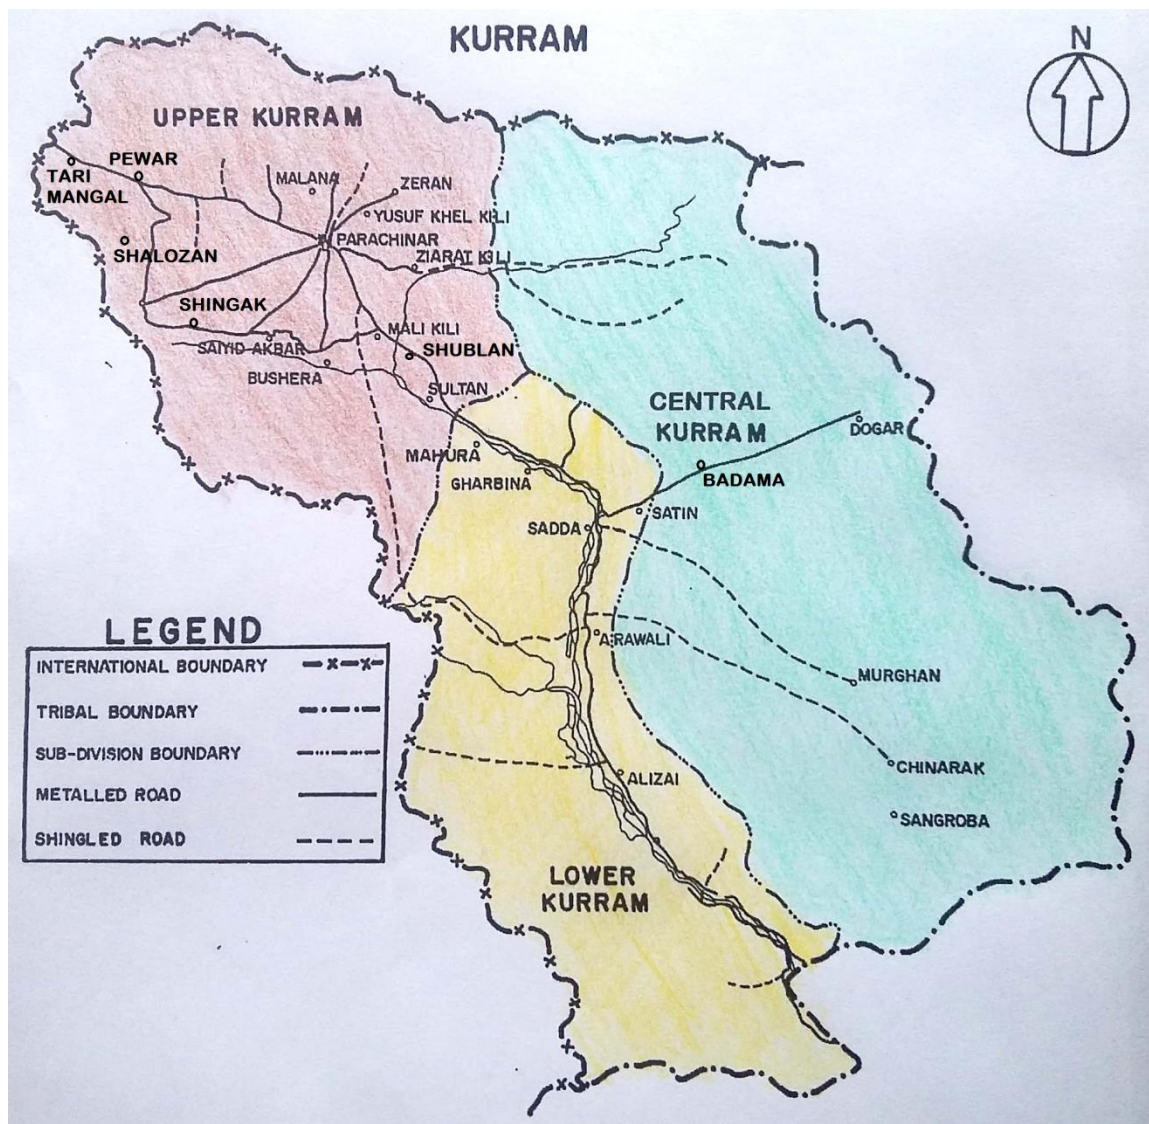 KURRAM
N
UPPER KURRAM
PEWAR
TARI
MANGAL
MALANA
ZERAN
YUSUF KHEL KILI
PARACHINAR
SHALOZAN
ZIARAT KILI
SHINGAK
MALI KILI
SAIYID AKBAR
SHUBLAN
BUSHERA
SULTAN
CENTRAL
KURRAM
DOGAR
MAHURA
GHARBINA
BADAMA
SATIN
SADDA
ARAWALI
MURGHAN
CHINARAK
ALIZAI
SANGROBA
LOWER
KURRAM
LEGEND
INTERNATIONAL BOUNDARY
TRIBAL BOUNDARY
SUB-DIVISION BOUNDARY
METALLED ROAD
SHINGLED ROAD